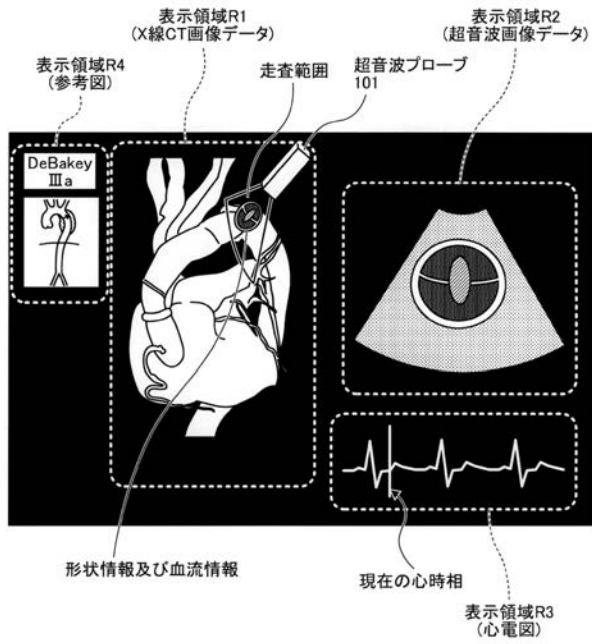 表示領域R1
(X線CT画像データ)
表示領域R2
(超音波画像データ)
表示領域R4
(参考図)
走査範囲
超音波プローブ
101
DeBakey
Ⅲa
形状情報及び血流情報
現在の心時相
表示領域R3
(心電図)